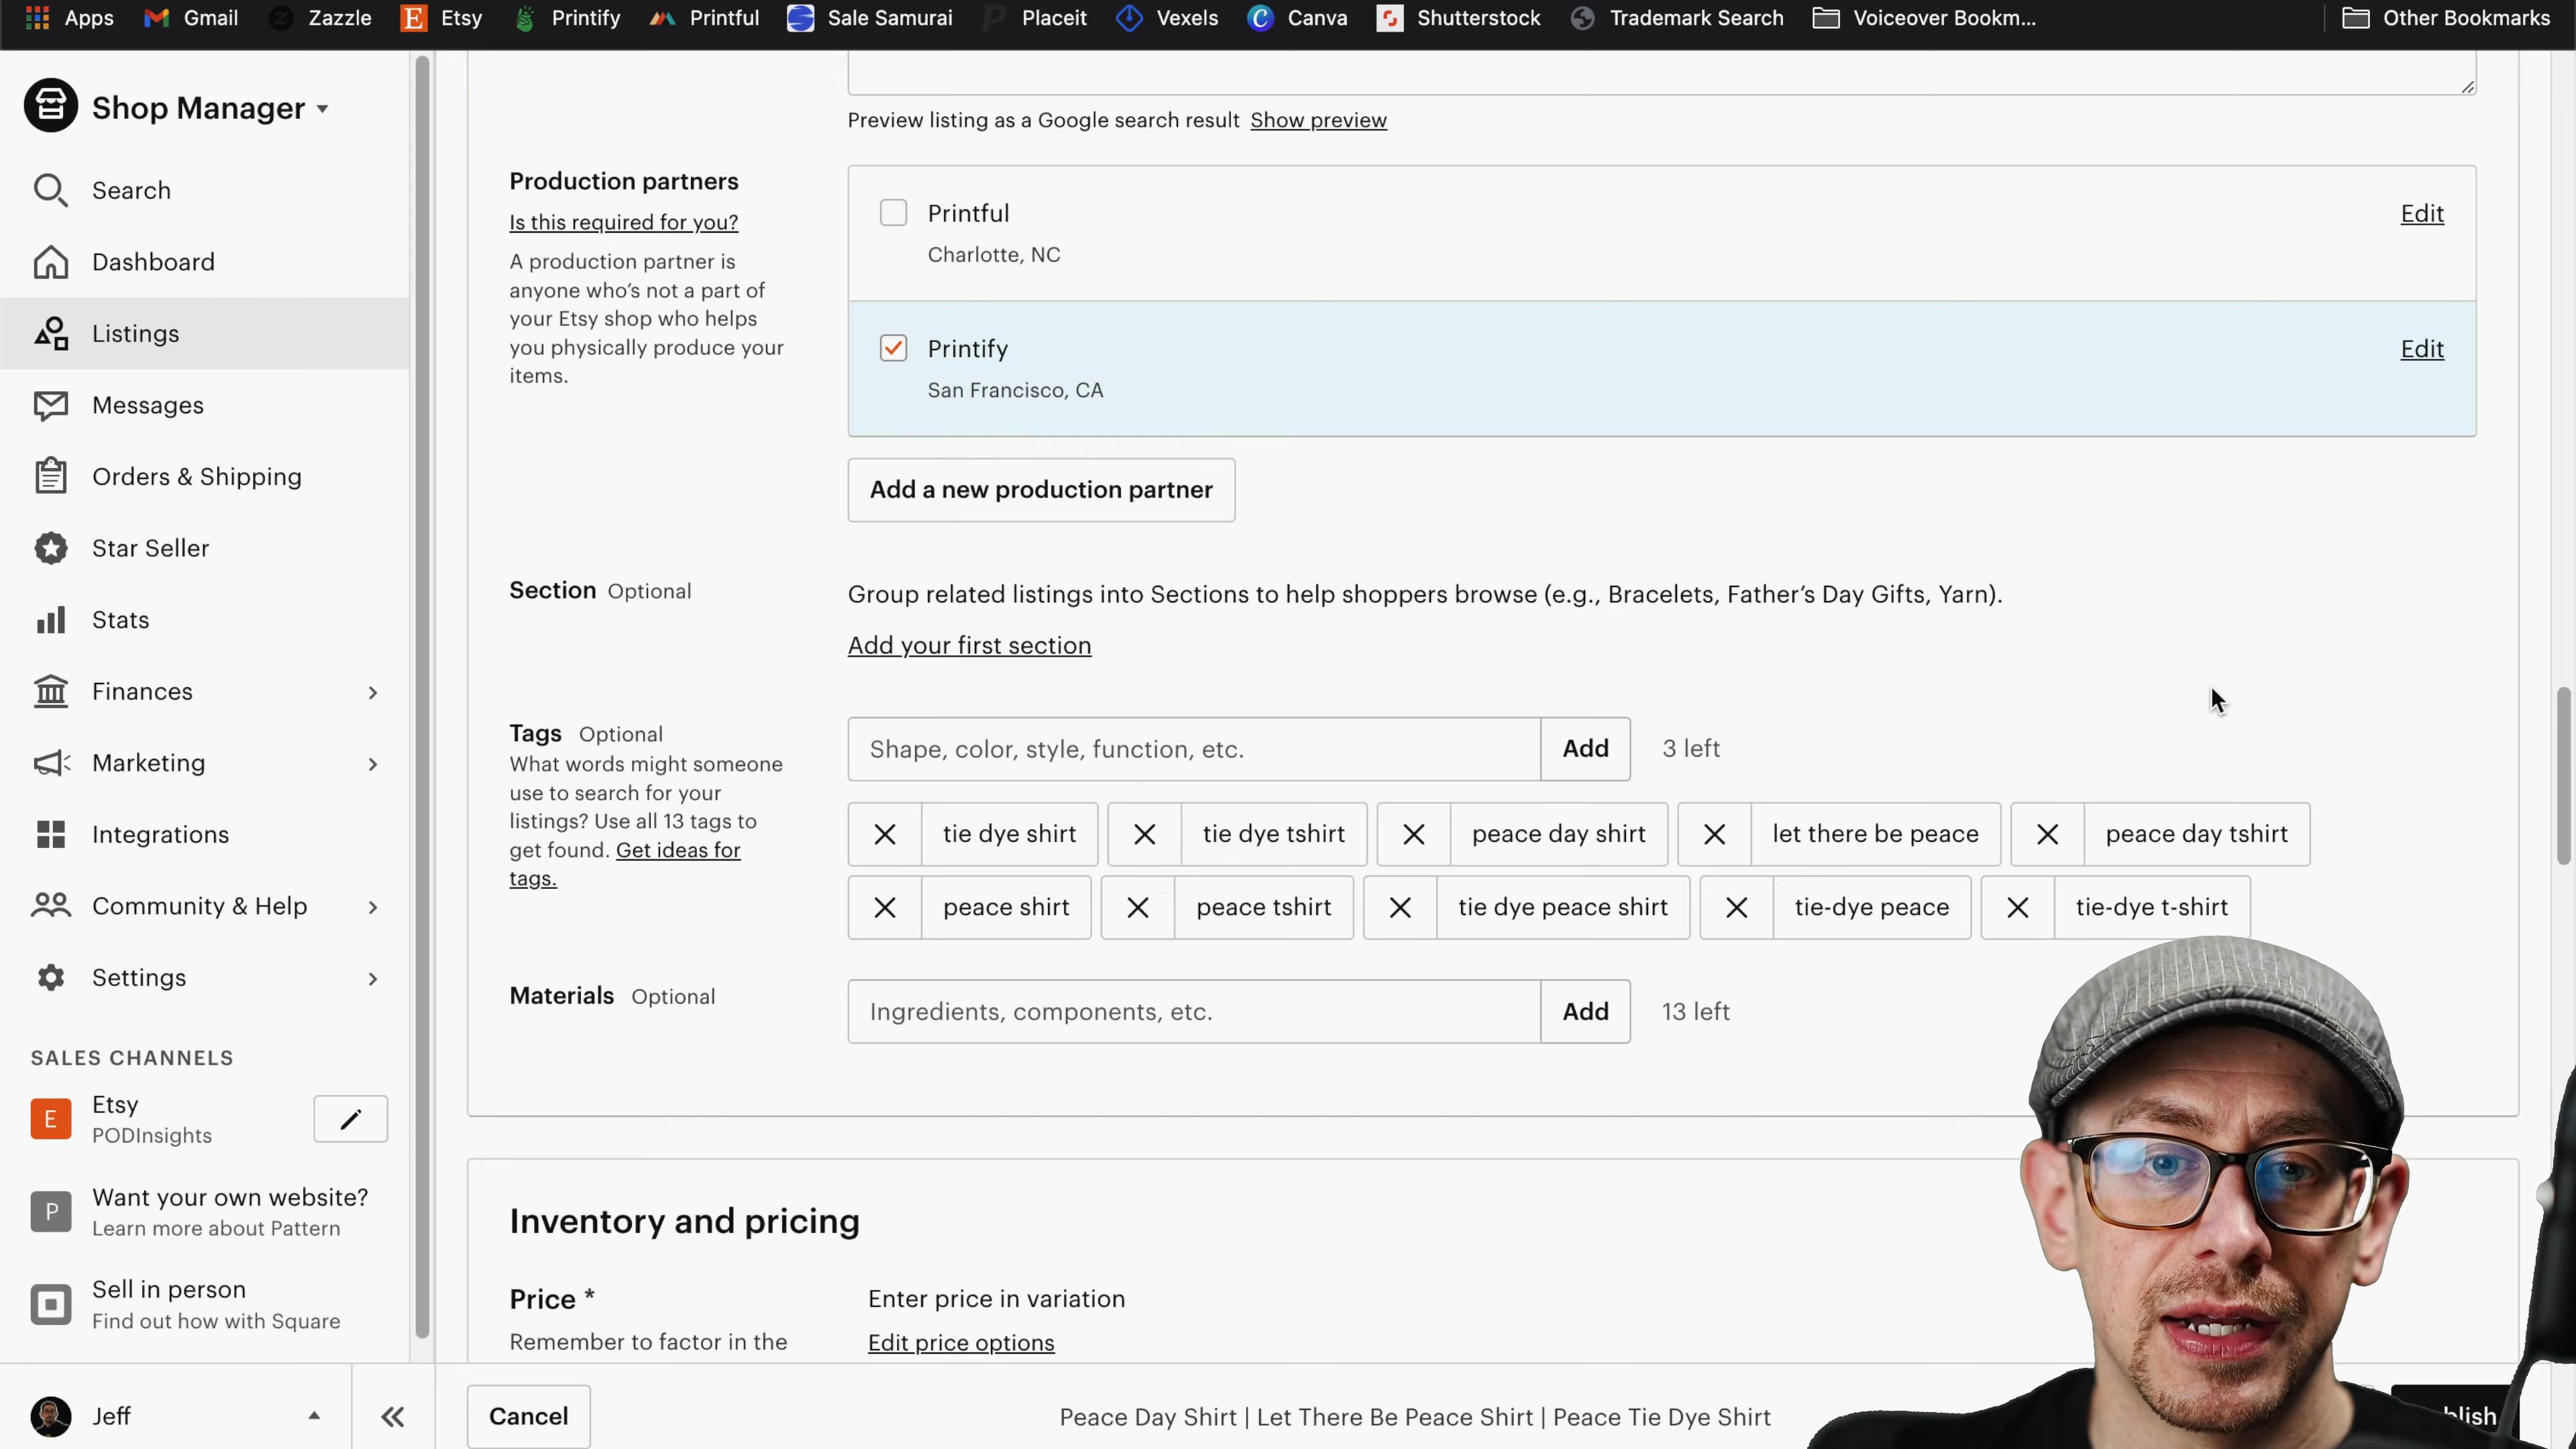 Apps Gmail Zazzle Etsy Printify Printful Sale Samurai Placeit Vexels Canva Shutterstock Trademark Search Voiceover Bookm... Other Bookmarks
Shop Manager
Search
Dashboard
Listings
Messages
Orders & Shipping
Star Seller
Stats
Finances
Marketing
Integrations
Community & Help
Settings
SALES CHANNELS
E
Etsy
PODInsights
P
Want your own website?
Learn more about Pattern
Sell in person
Find out how with Square
Jeff
Preview listing as a Google search result Show preview
Production partners
Is this required for you?
A production partner is
anyone who's not a part of
your Etsy shop who helps
you physically produce your
items.
Printful Edit
Charlotte, NC
Printify Edit
San Francisco, CA
Add a new production partner
Section Optional
Group related listings into Sections to help shoppers browse (e.g., Bracelets, Father's Day Gifts, Yarn).
Add your first section
Tags Optional
What words might someone
use to search for your
listings? Use all 13 tags to
get found. Get ideas for
tags.
Shape, color, style, function, etc. Add 3 left
tie dye shirt tie dye tshirt peace day shirt let there be peace peace day tshirt
peace shirt peace tshirt tie dye peace shirt tie-dye peace tie-dye t-shirt
Materials Optional
Ingredients, components, etc. Add 13 left
Inventory and pricing
Price *
Remember to factor in the
Enter price in variation
Edit price options
Cancel
Peace Day Shirt | Let There Be Peace Shirt | Peace Tie Dye Shirt
blish